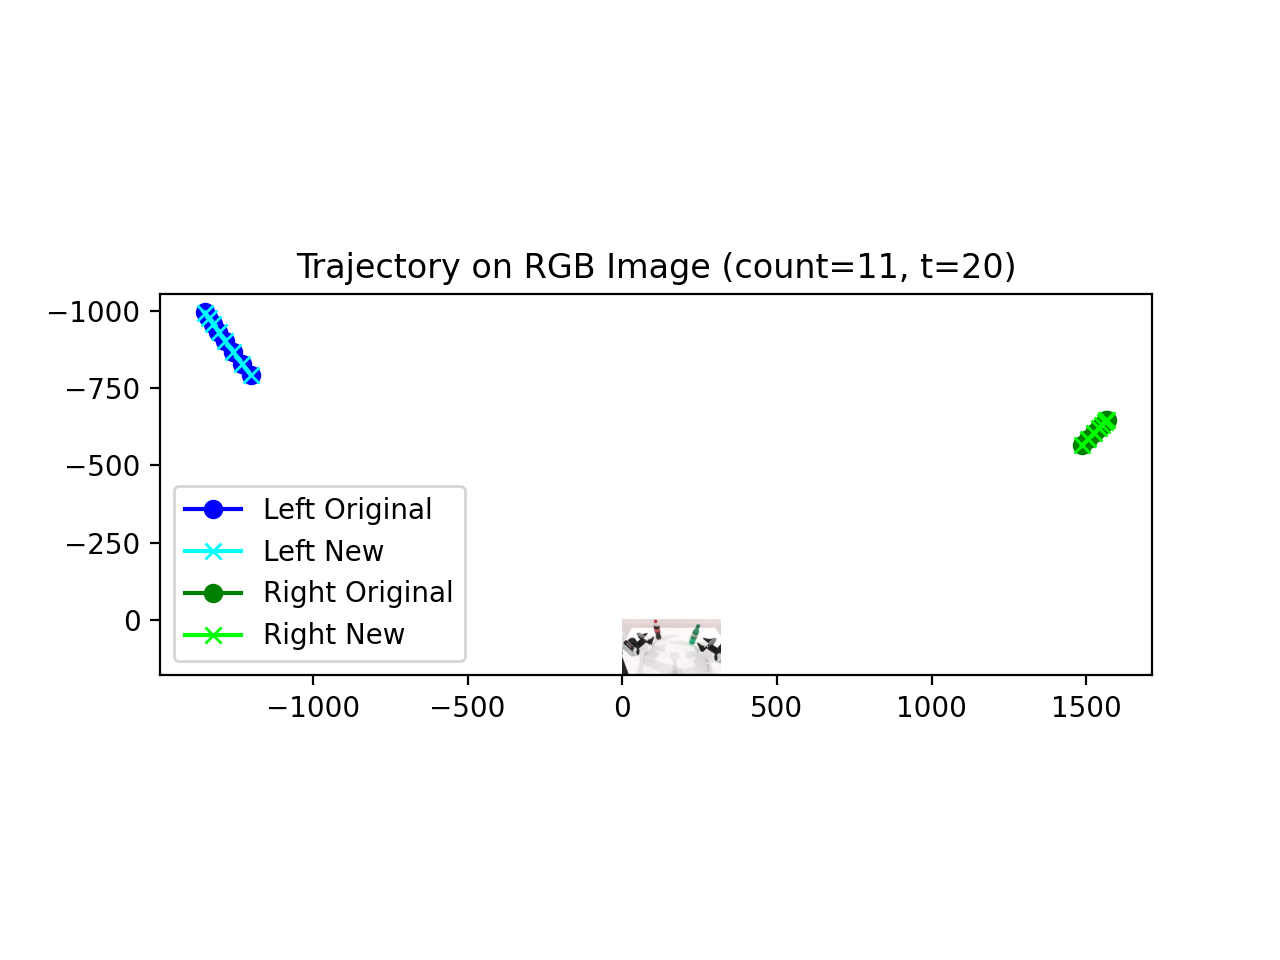 Trajectory on RGB Image (count=11, t=20)
−1000
−750
−500
−250
0
Left Original
Left New
Right Original
Right New
−1000 −500 0 500 1000 1500